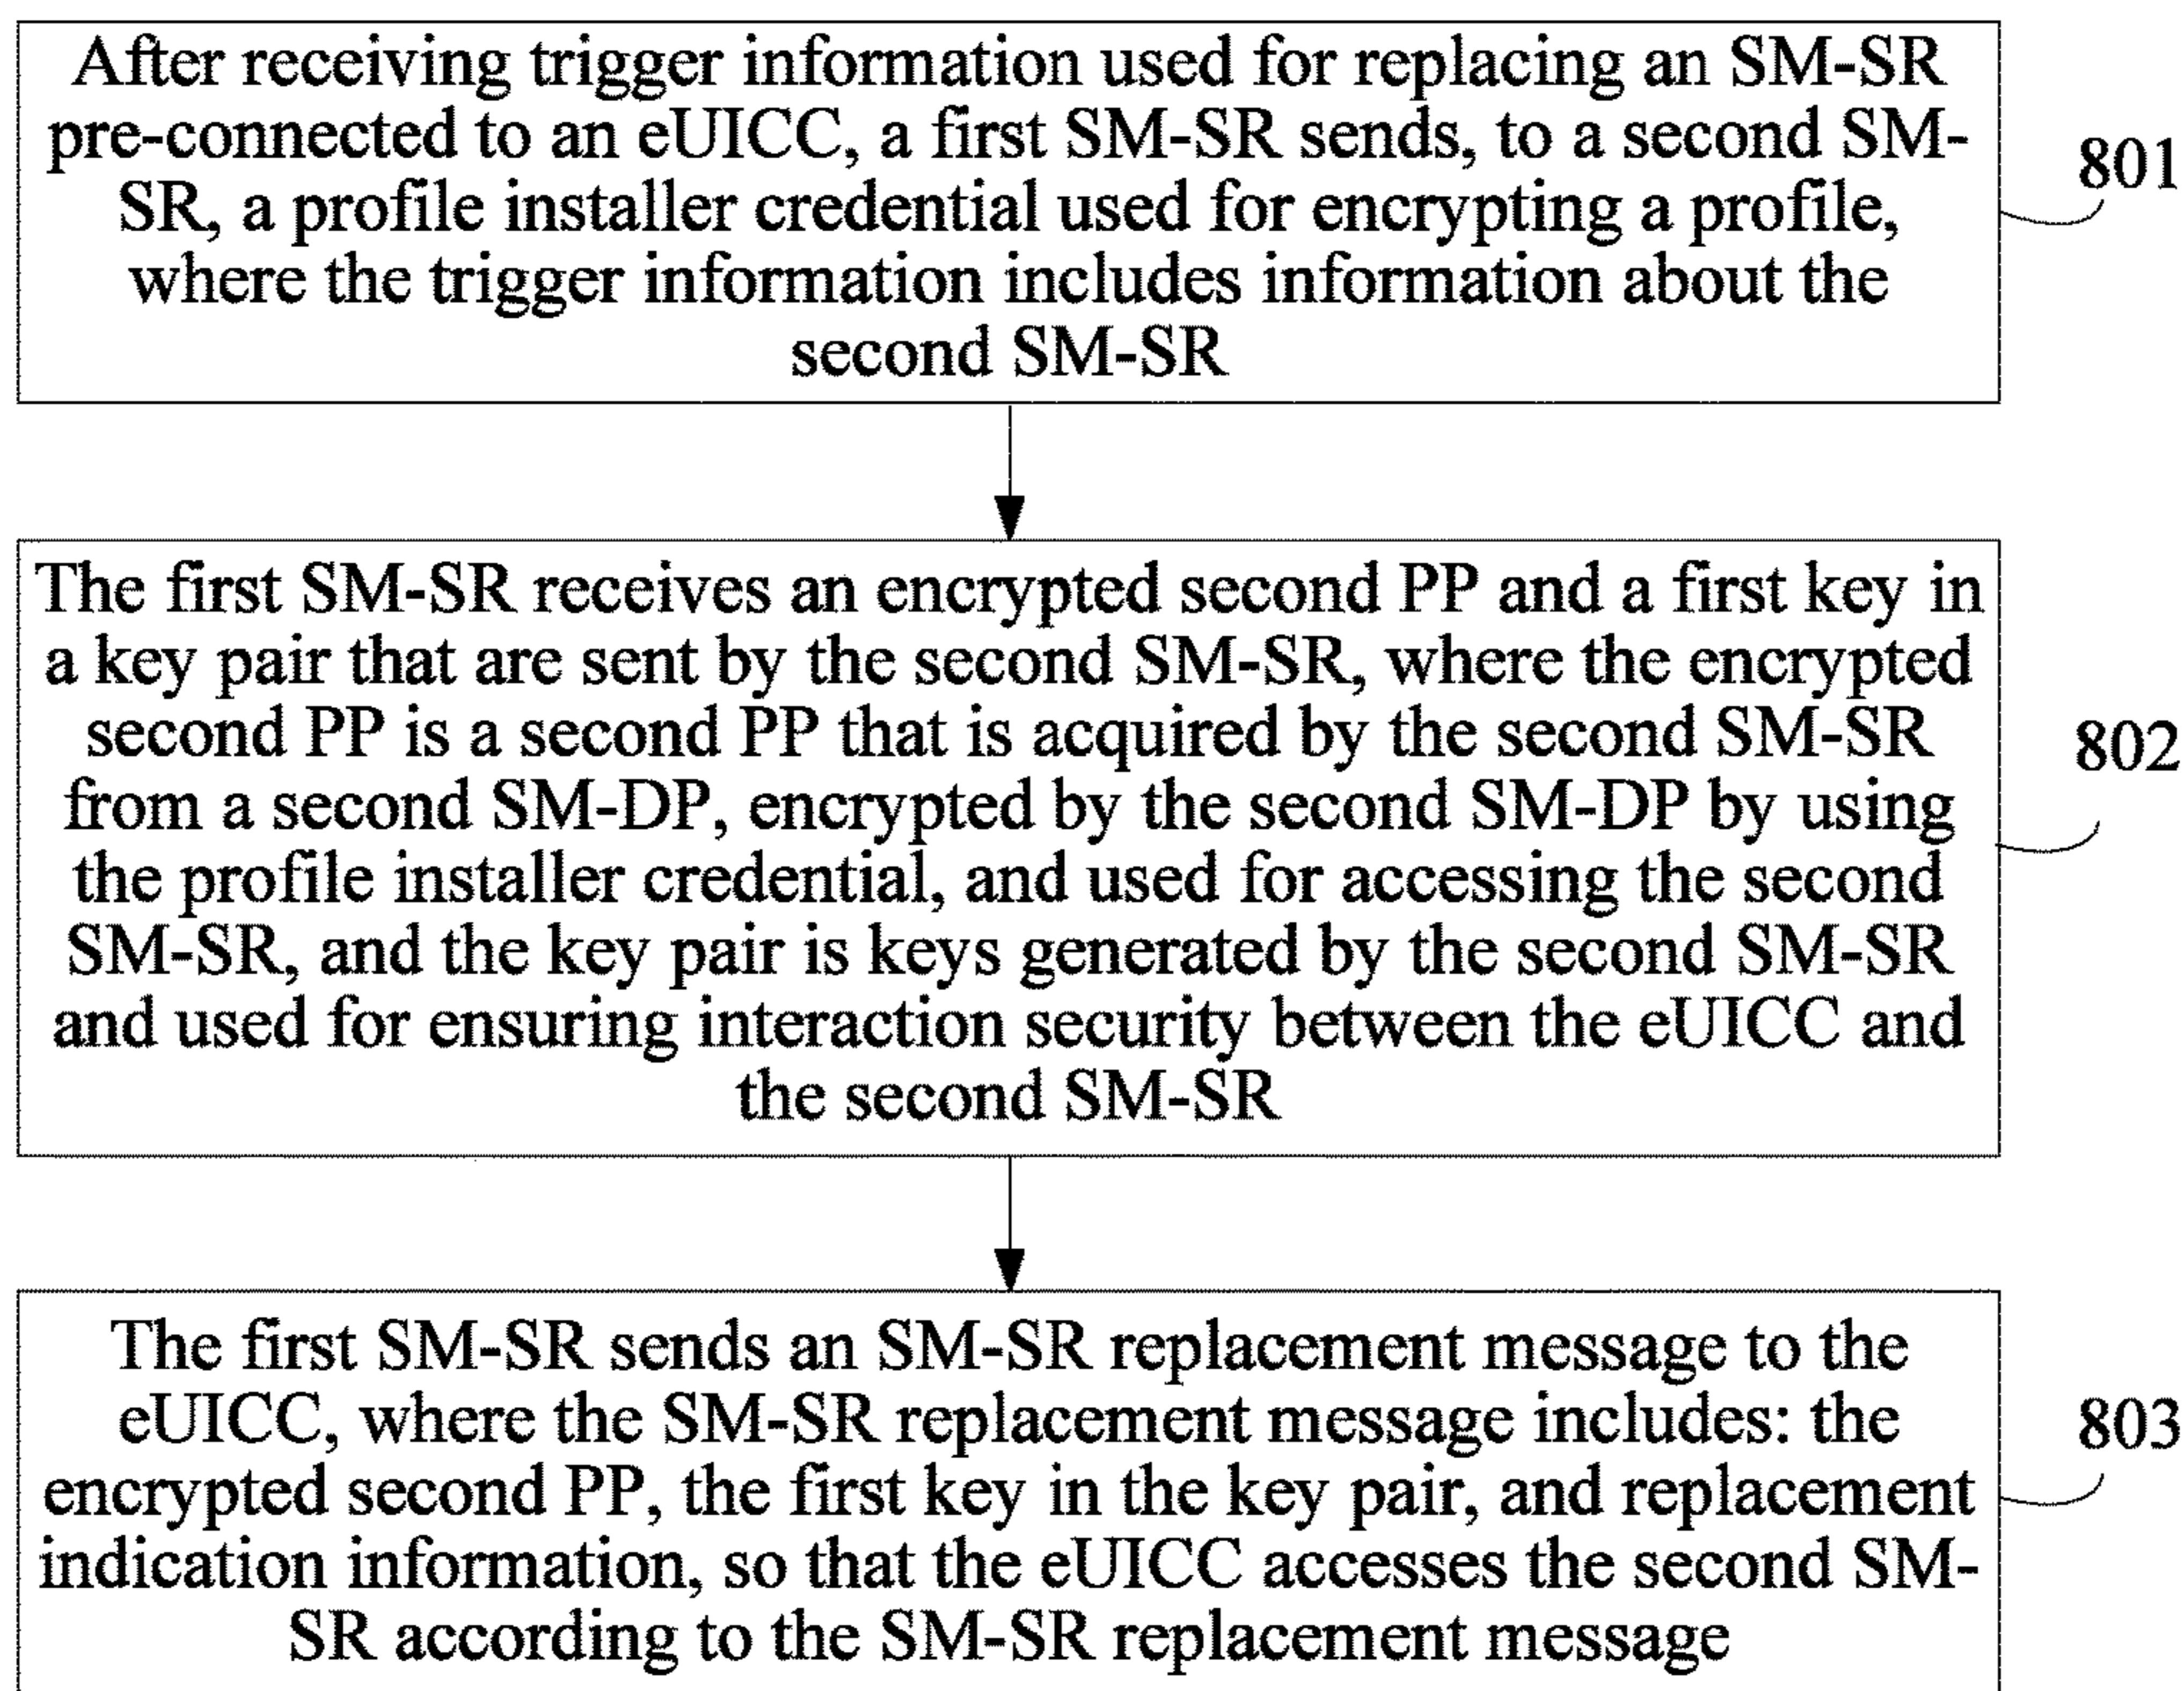 After receiving trigger information used for replacing an SM-SR
pre-connected to an eUICC, a first SM-SR sends, to a second SM-
SR, a profile installer credential used for encrypting a profile,
where the trigger information includes information about the
second SM-SR
801
The first SM-SR receives an encrypted second PP and a first key in
a key pair that are sent by the second SM-SR, where the encrypted
second PP is a second PP that is acquired by the second SM-SR
from a second SM-DP, encrypted by the second SM-DP by using
the profile installer credential, and used for accessing the second
SM-SR, and the key pair is keys generated by the second SM-SR
and used for ensuring interaction security between the eUICC and
the second SM-SR
802
The first SM-SR sends an SM-SR replacement message to the
eUICC, where the SM-SR replacement message includes: the
encrypted second PP, the first key in the key pair, and replacement
indication information, so that the eUICC accesses the second SM-
SR according to the SM-SR replacement message
803